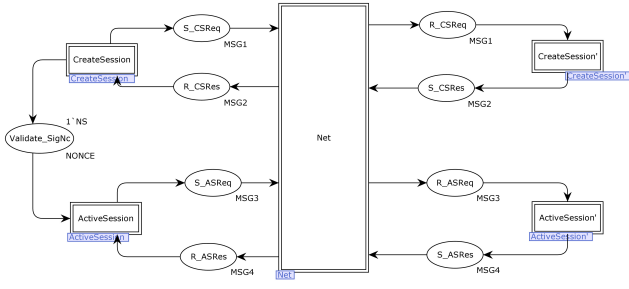 S_CSReq
MSG1
R_CSReq
MSG1
CreateSession
CreateSession
CreateSession'
CreateSession'
R_CSRes
MSG2
S_CSRes
MSG2
1`NS
Validate_SigNc
NONCE
Net
S_ASReq
MSG3
R_ASReq
MSG3
ActiveSession
ActiveSession
ActiveSession'
ActiveSession'
R_ASRes
MSG4
S_ASRes
MSG4
Net